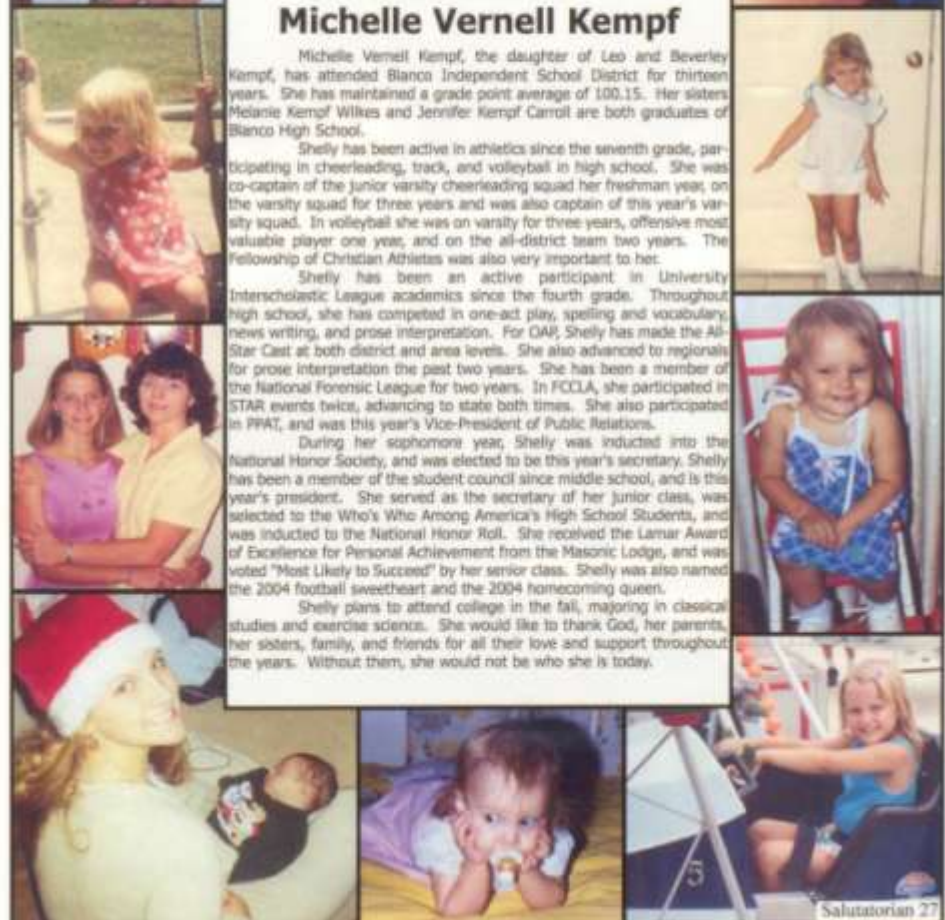 Michelle Vernell Kempf
Michelle Vernell Kempf, the daughter of Leo and Beverley
Kempf, has attended Blanco Independent School District for thirteen
years. She has maintained a grade point average of 100.15. Her sisters
Melanie Kempf Wilkes and Jennifer Kempf Carroll are both graduates of
Blanco High School.
Shelly has been active in athletics since the seventh grade, par-
ticipating in cheerleading, track, and volleyball in high school. She was
co-captain of the junior varsity cheerleading squad her freshman year, on
the varsity squad for three years and was also captain of this year's var-
sity squad. In volleyball she was on varsity for three years, offensive most
valuable player one year, and on the all-district team two years. The
Fellowship of Christian Athletes was also very important to her.
Shelly has been an active participant in University
Interscholastic League academics since the fourth grade. Throughout
high school, she has competed in one-act play, spelling and vocabulary,
news writing, and prose interpretation. For OAP, Shelly has made the All-
Star Cast at both district and area levels. She also advanced to regionals
for prose interpretation the past two years. She has been a member of
the National Forensic League for two years. In FCCLA, she participated in
STAR events twice, advancing to state both times. She also participated
in PPAT, and was this year's Vice-President of Public Relations.
During her sophomore year, Shelly was inducted into the
National Honor Society, and was elected to be this year's secretary. Shelly
has been a member of the student council since middle school, and is this
year's president. She served as the secretary of her junior class, was
selected to the Who's Who Among America's High School Students, and
was inducted to the National Honor Roll. She received the Lamar Award
of Excellence for Personal Achievement from the Masonic Lodge, and was
voted "Most Likely to Succeed" by her senior class. Shelly was also named
the 2004 football sweetheart and the 2004 homecoming queen.
Shelly plans to attend college in the fall, majoring in classical
studies and exercise science. She would like to thank God, her parents,
her sisters, family, and friends for all their love and support throughout
the years. Without them, she would not be who she is today.
3
Salutatorian 27